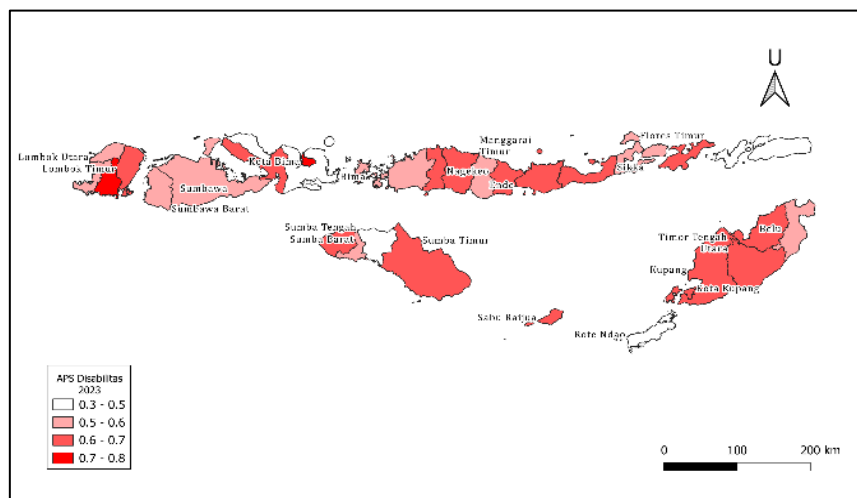 U
Manggarai
Timur
Flores Timur
Lombok Utara
Lombok Timur
Kota Bima
Bima
Nagekeo
Sikka
Ende
Sumbawa
Sumbawa Barat
Sumba Tengah
Sumba Barat
Sumba Timur
Timor Tengah
Utara
Belu
Kupang
Kota Kupang
Sabu Raijua
Rote Ndao
APS Disabilitas
2023
0.3 - 0.5
0.5 - 0.6
0.6 - 0.7
0.7 - 0.8
0 100 200 km